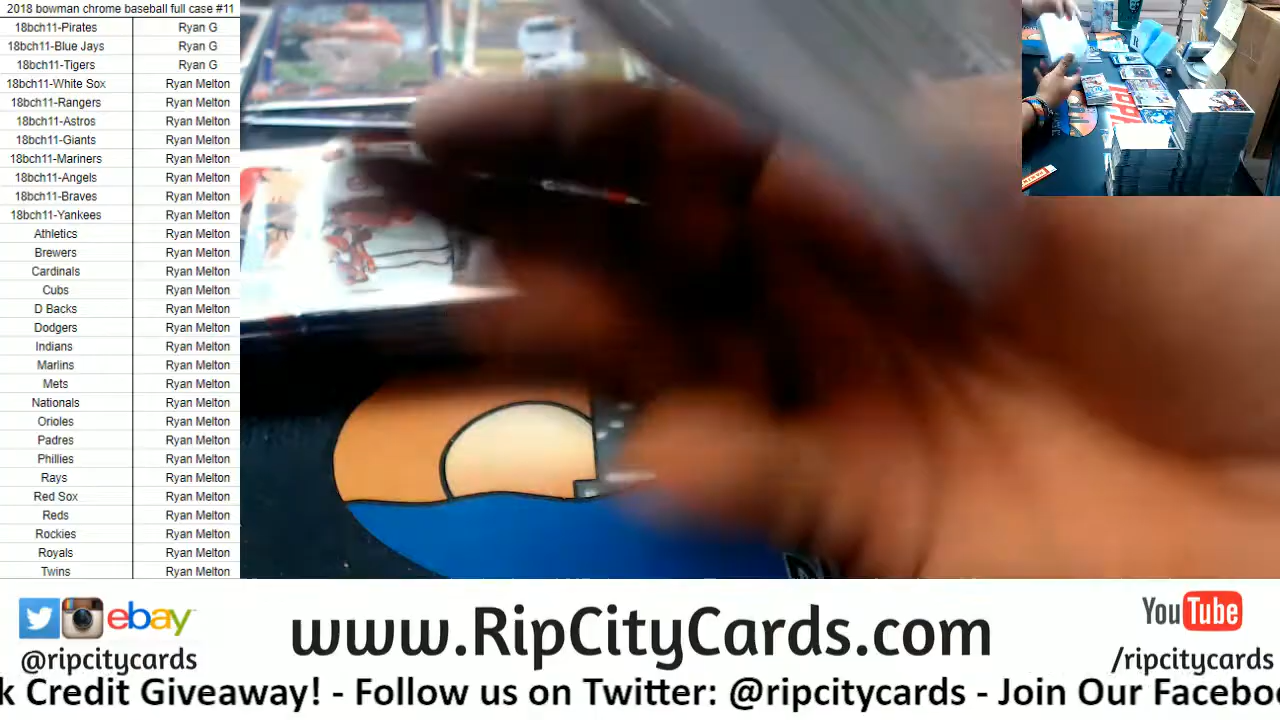 2018 bowman chrome baseball full case #11
18bch11-Pirates Ryan G
18bch11-Blue Jays Ryan G
18bch11-Tigers Ryan G
18bch11-White Sox Ryan Melton
18bch11-Rangers Ryan Melton
18bch11-Astros Ryan Melton
18bch11-Giants Ryan Melton
18bch11-Mariners Ryan Melton
18bch11-Angels Ryan Melton
18bch11-Braves Ryan Melton
18bch11-Yankees Ryan Melton
Athletics Ryan Melton
Brewers Ryan Melton
Cardinals Ryan Melton
Cubs Ryan Melton
D Backs Ryan Melton
Dodgers Ryan Melton
Indians Ryan Melton
Marlins Ryan Melton
Mets Ryan Melton
Nationals Ryan Melton
Orioles Ryan Melton
Padres Ryan Melton
Phillies Ryan Melton
Rays Ryan Melton
Red Sox Ryan Melton
Reds Ryan Melton
Rockies Ryan Melton
Royals Ryan Melton
Twins Ryan Melton
ebay
@ripcitycards
www.RipCityCards.com
YouTube
/ripcitycards
k Credit Giveaway! - Follow us on Twitter: @ripcitycards - Join Our Facebo